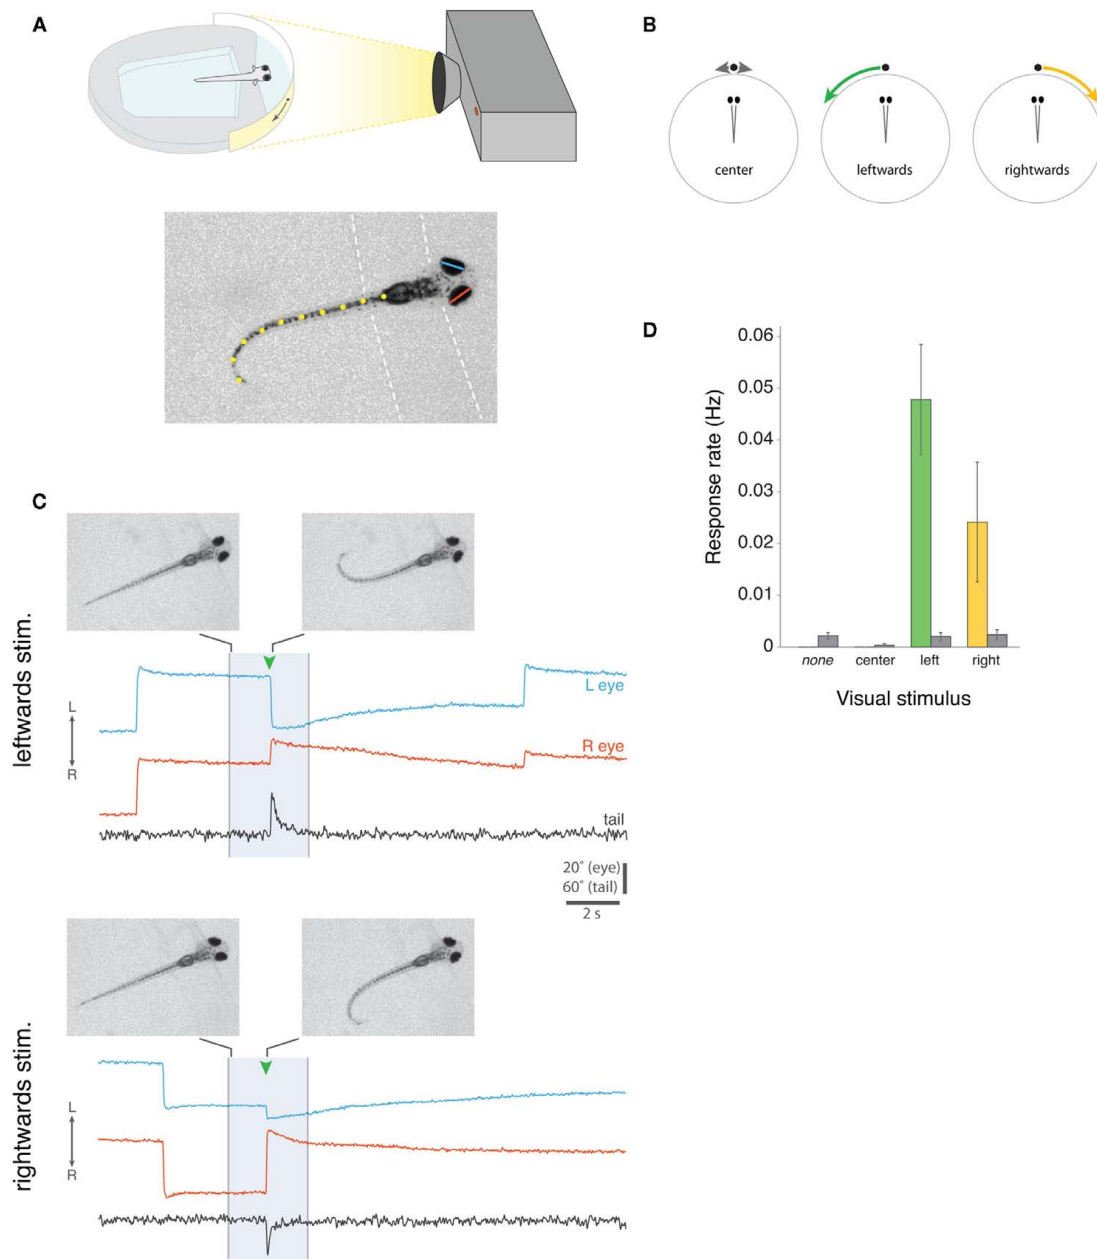 A
B
center
leftwards
rightwards
C
leftwards stim.
L
R
L eye
R eye
tail
20˚ (eye)
60˚ (tail)
2 s
rightwards stim.
L
R
D
Response rate (Hz)
0.06
0.05
0.04
0.03
0.02
0.01
0
none
center
left
right
Visual stimulus